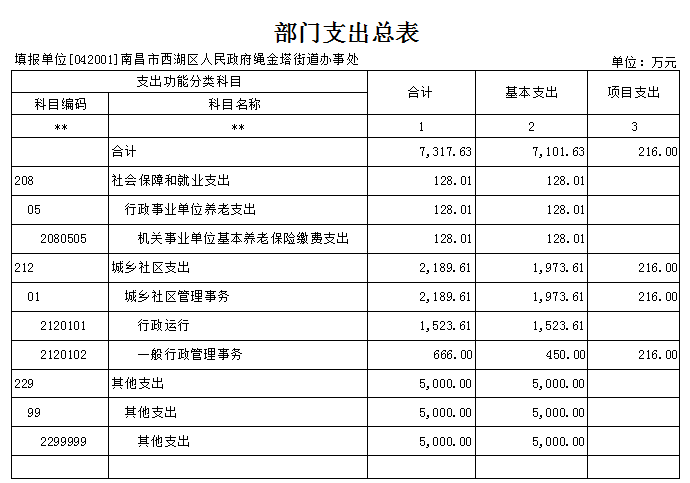 部门支出总表
填报单位[042001]南昌市西湖区人民政府绳金塔街道办事处 单位：万元
支出功能分类科目 合计 基本支出 项目支出
科目编码 科目名称
** ** 1 2 3
合计 7,317.63 7,101.63 216.00
208 社会保障和就业支出 128.01 128.01
05 行政事业单位养老支出 128.01 128.01
2080505 机关事业单位基本养老保险缴费支出 128.01 128.01
212 城乡社区支出 2,189.61 1,973.61 216.00
01 城乡社区管理事务 2,189.61 1,973.61 216.00
2120101 行政运行 1,523.61 1,523.61
2120102 一般行政管理事务 666.00 450.00 216.00
229 其他支出 5,000.00 5,000.00
99 其他支出 5,000.00 5,000.00
2299999 其他支出 5,000.00 5,000.00